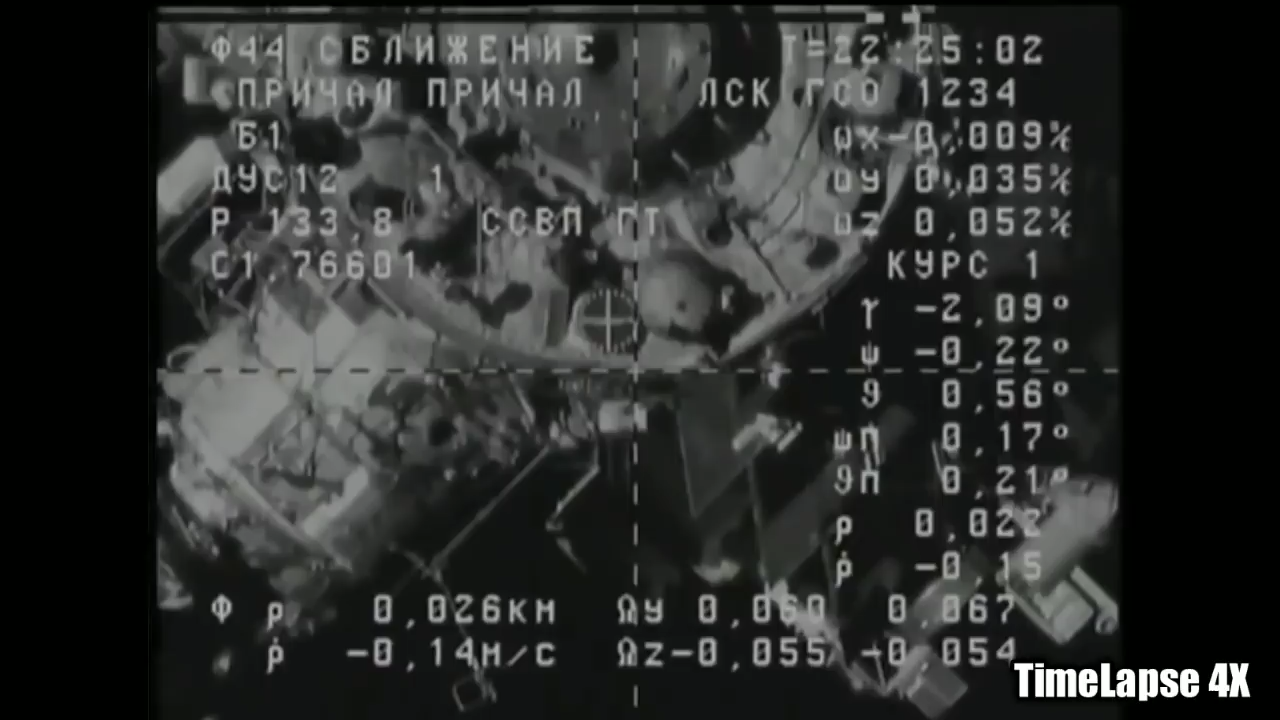 Ф44 СБЛИЖЕНИЕ T=22:25:02
ПРИЧАЛ ПРИЧАЛ ЛСК ГСО 1234
Б1 ωx-0,009%
ДУС12 1 ωy 0,035%
Р 133,8 ССВП ГТ ωz 0,052%
С1,76601 КУРС 1
γ -2,09°
ψ -0,22°
ϑ 0,56°
ψП 0,17°
ϑП 0,21°
ρ 0,022
ρ̇ -0,15
Ф ρ 0,026КМ Ωy 0,060 0,067
ρ̇ -0,14М/С Ωz-0,055 -0,054
TimeLapse 4X